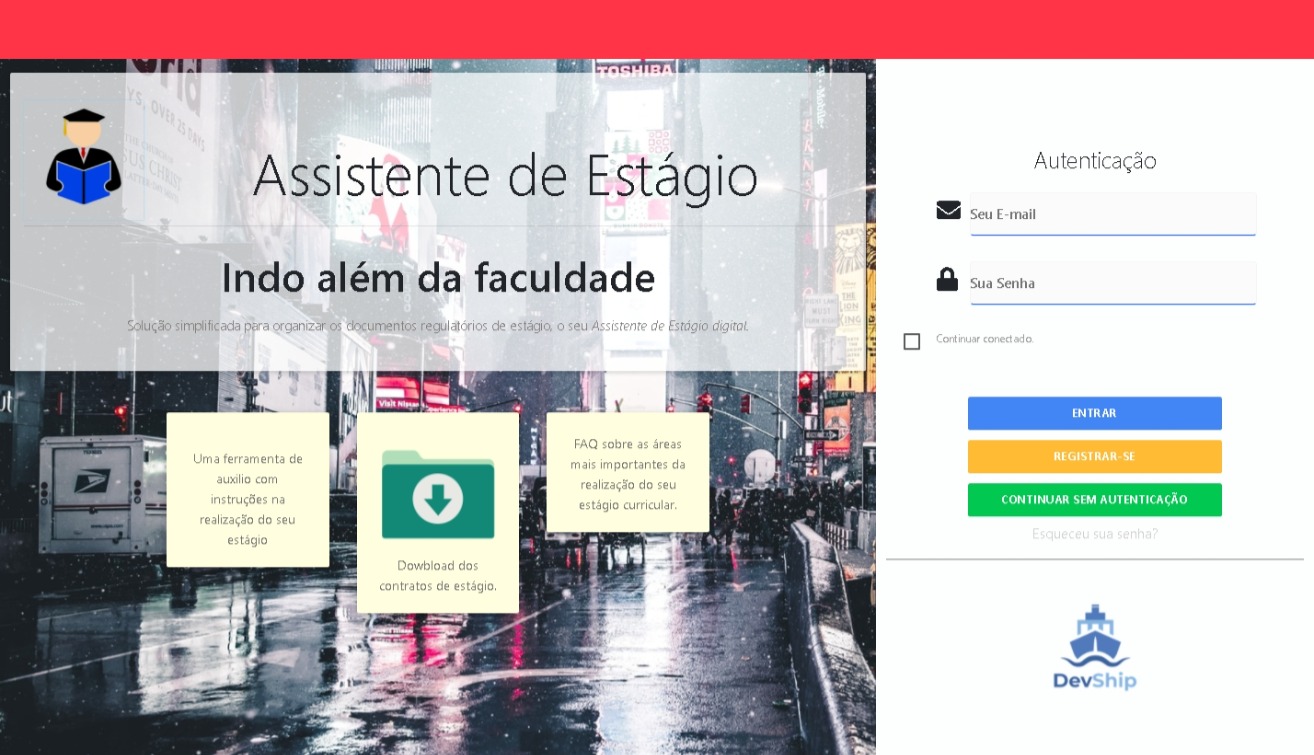 TOSHIBA
Assistente de Estágio
Indo além da faculdade
Solução simplificada para organizar os documentos regulatórios de estágio, o seu Assistente de Estágio digital.
Visit Nissan
Uma ferramenta de
auxilio com
instruções na
realização do seu
estágio
Dowbload dos
contratos de estágio.
FAQ sobre as áreas
mais importantes da
realização do seu
estágio curricular.
Autenticação
Seu E-mail
Sua Senha
Continuar conectado.
ENTRAR
REGISTRAR-SE
CONTINUAR SEM AUTENTICAÇÃO
Esqueceu sua senha?
DevShip